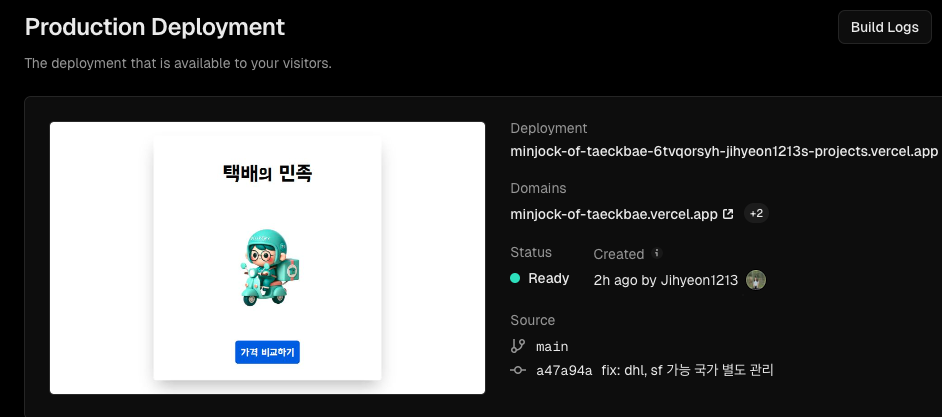 Production Deployment
Build Logs
The deployment that is available to your visitors.
택배의 민족
가격 비교하기
Deployment
minjock-of-taeckbae-6tvqorsyh-jihyeon1213s-projects.vercel.app
Domains
minjock-of-taeckbae.vercel.app +2
Status
Ready
Created
2h ago by Jihyeon1213
Source
main
a47a94a fix: dhl, sf 가능 국가 별도 관리